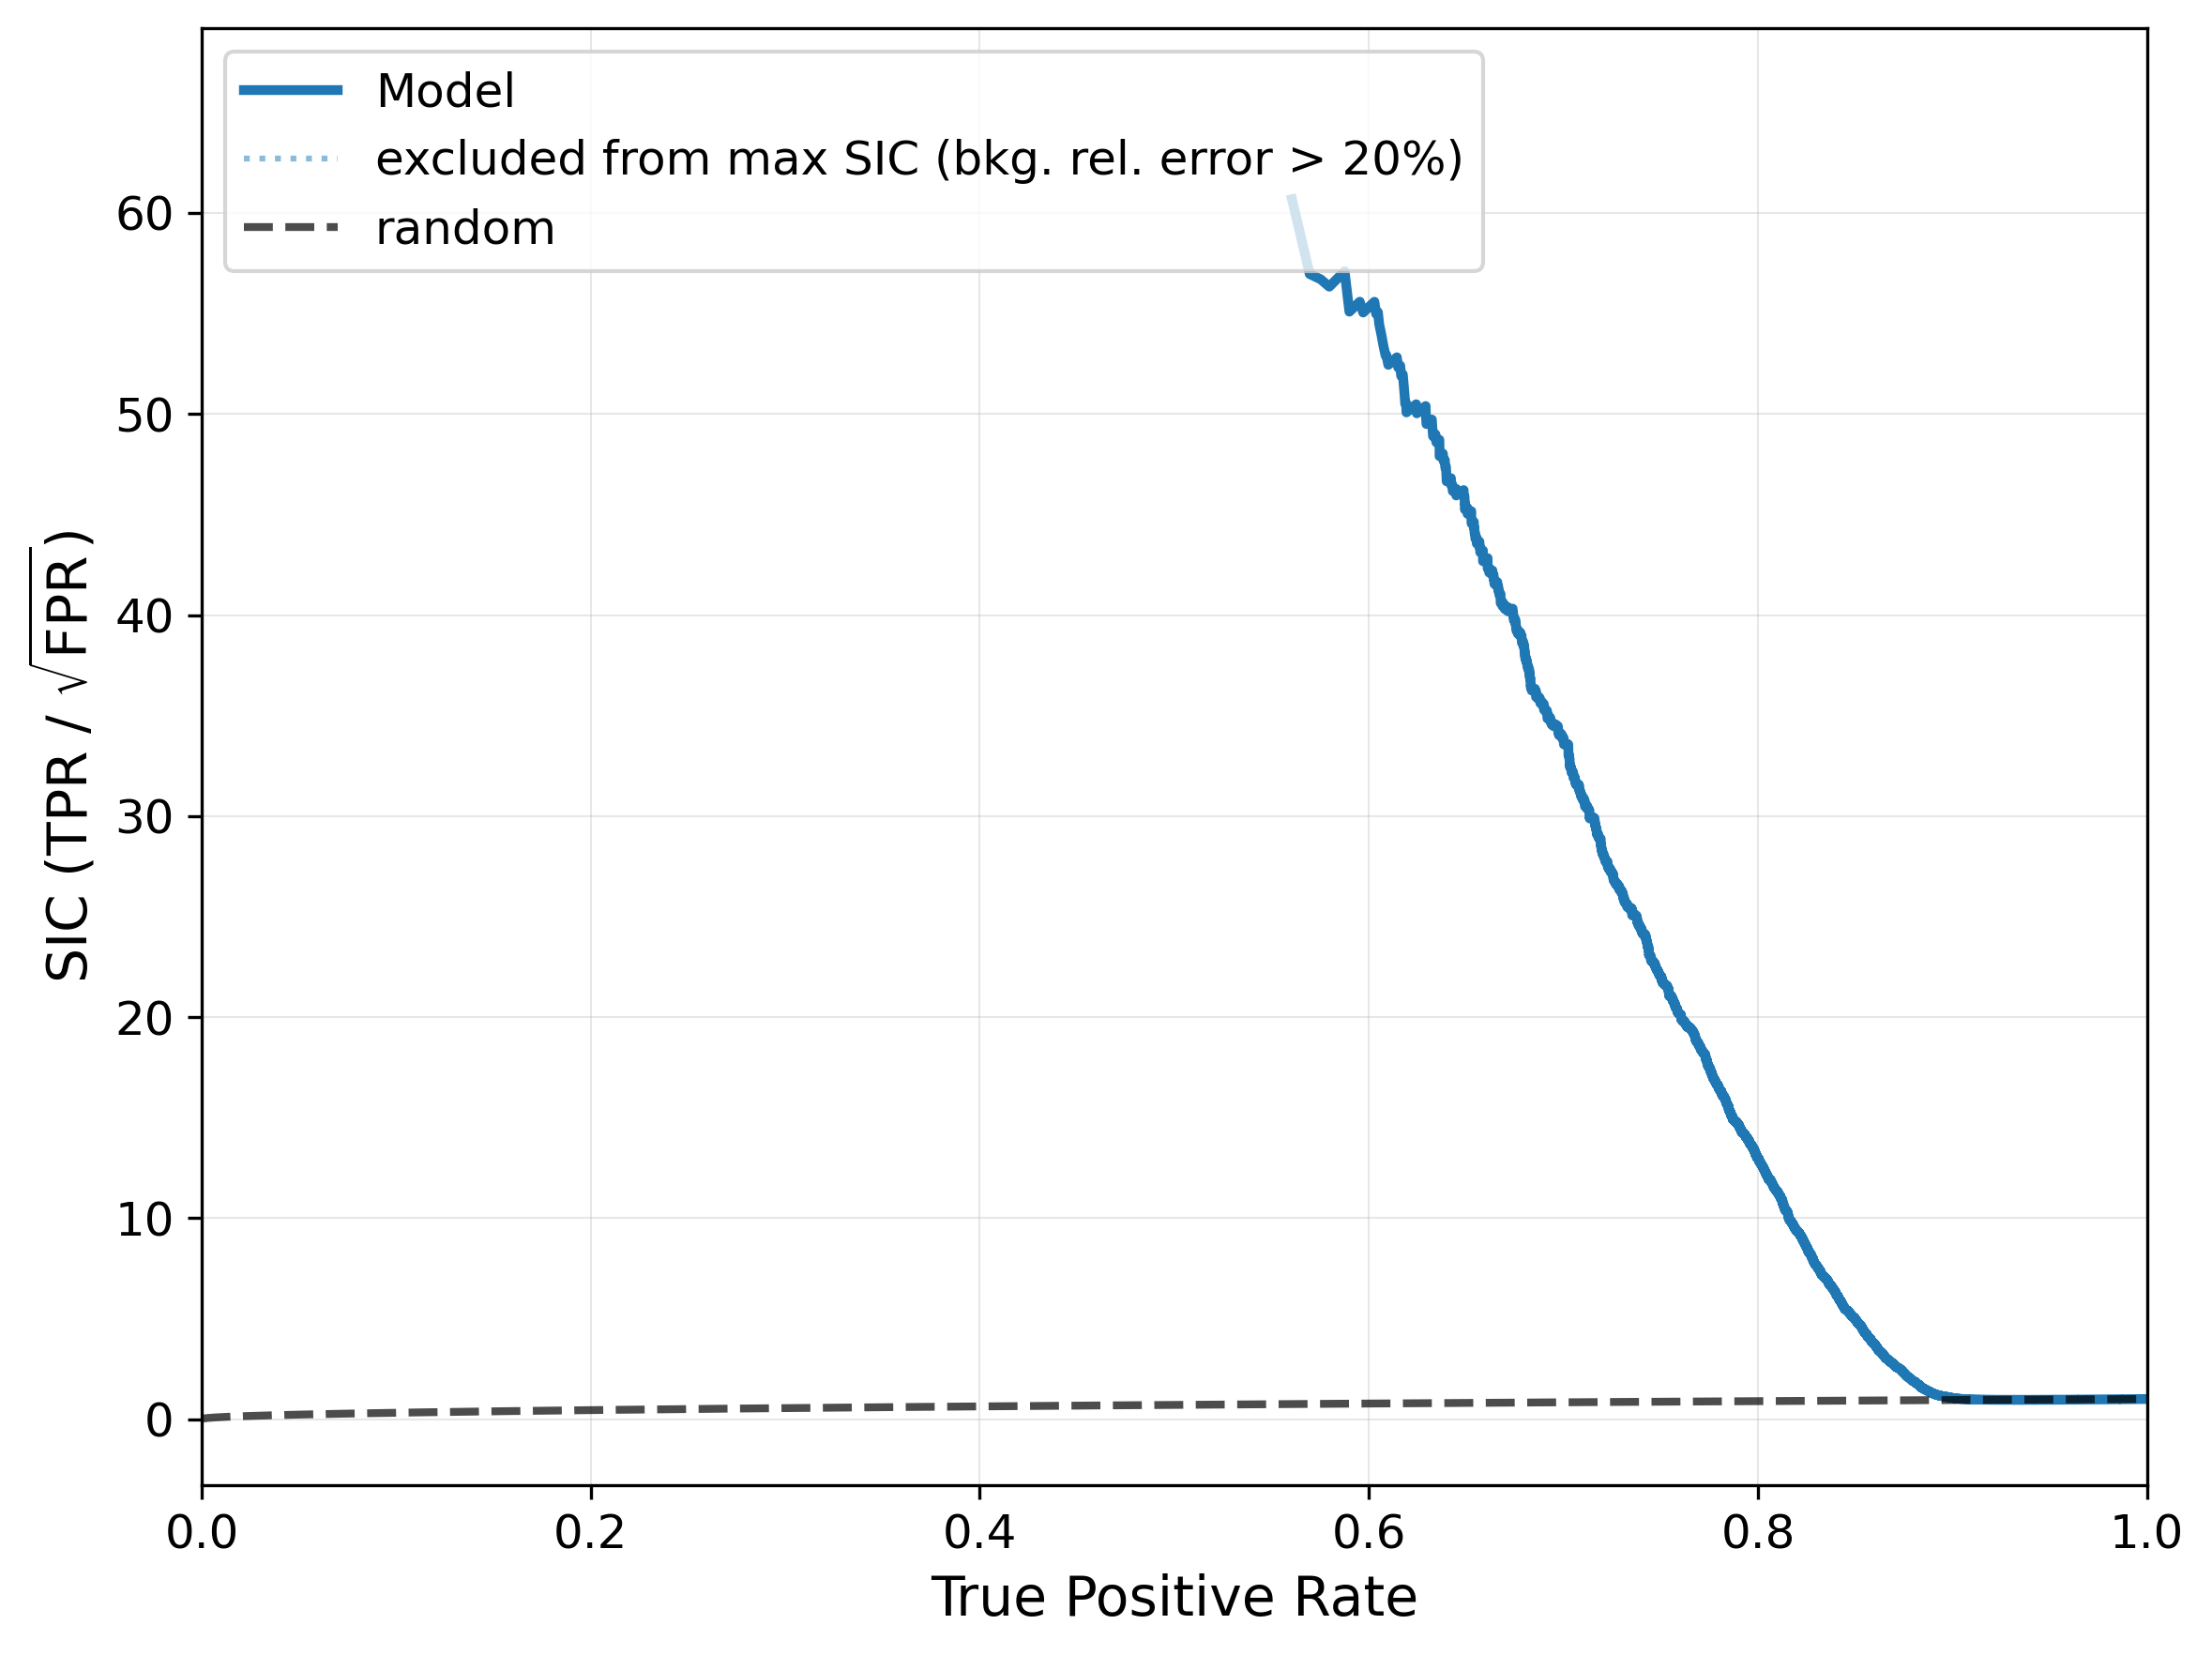 Model
excluded from max SIC (bkg. rel. error > 20%)
random
60
50
40
30
20
10
0
SIC (TPR / √FPR)
0.0 0.2 0.4 0.6 0.8 1.0
True Positive Rate